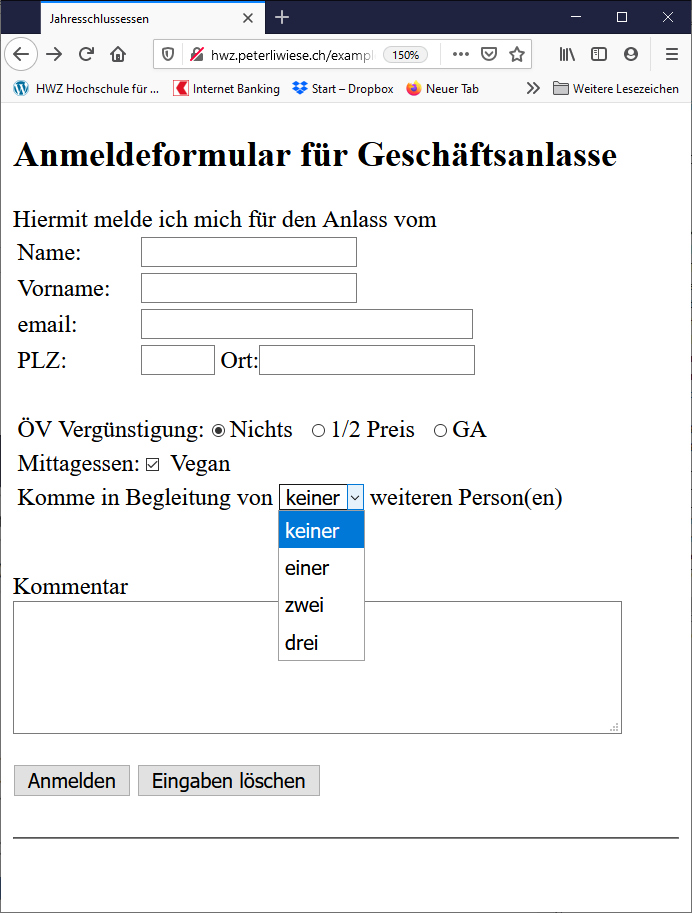 Jahresschlussessen
hwz.peterliwiese.ch/exampl 150%
HWZ Hochschule für ... Internet Banking Start – Dropbox Neuer Tab Weitere Lesezeichen
Anmeldeformular für Geschäftsanlasse
Hiermit melde ich mich für den Anlass vom
Name:
Vorname:
email:
PLZ: Ort:
ÖV Vergünstigung: Nichts 1/2 Preis GA
Mittagessen: Vegan
Komme in Begleitung von keiner weiteren Person(en)
keiner
einer
zwei
drei
Kommentar
Anmelden Eingaben löschen